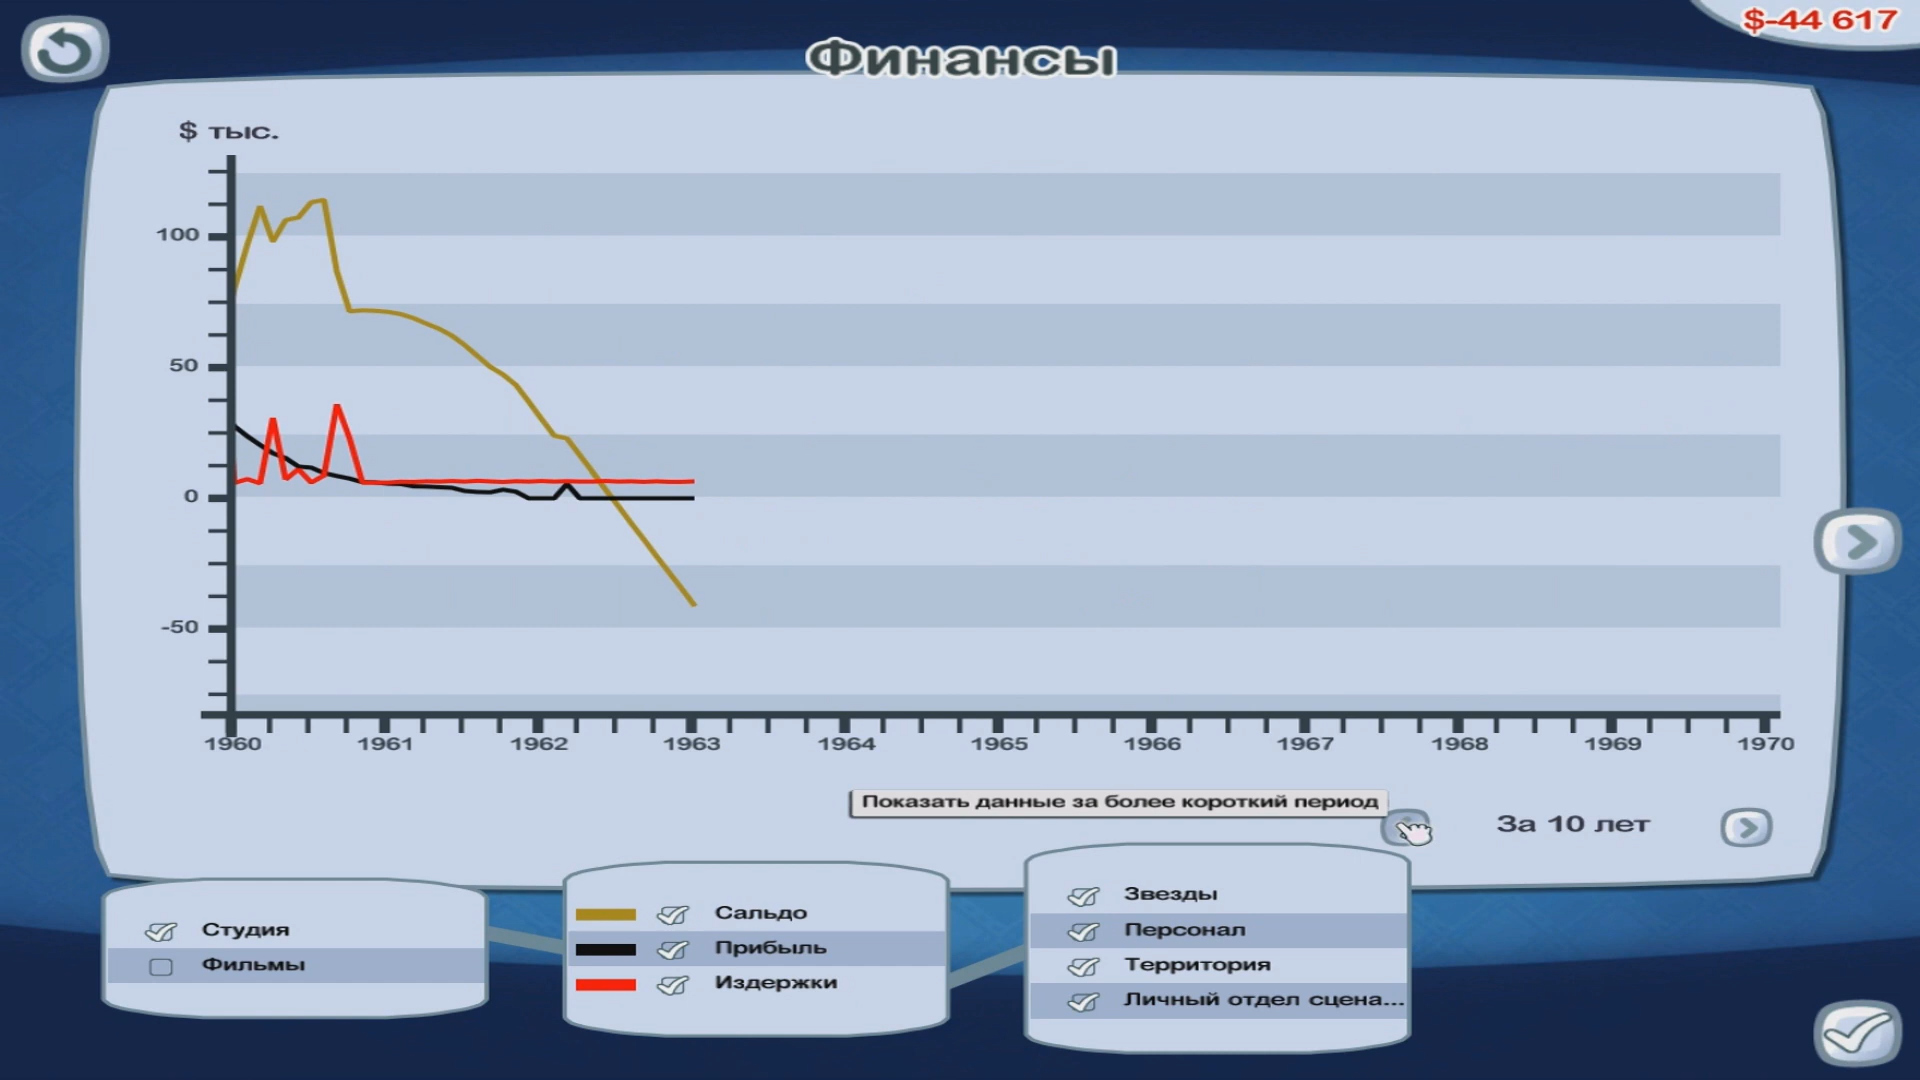 $-44 617
Финансы
$ тыс.
100
50
0
-50
1960 1961 1962 1963 1964 1965 1966 1967 1968 1969 1970
Показать данные за более короткий период
За 10 лет
Студия
Фильмы
Сальдо
Прибыль
Издержки
Звезды
Персонал
Территория
Личный отдел сцена...